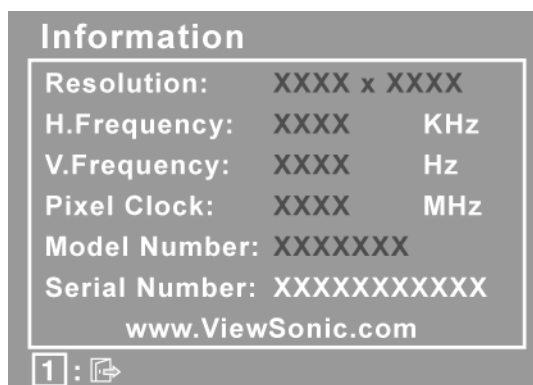 Information
Resolution: XXXX x XXXX
H.Frequency: XXXX KHz
V.Frequency: XXXX Hz
Pixel Clock: XXXX MHz
Model Number: XXXXXXX
Serial Number: XXXXXXXXXXX
www.ViewSonic.com
1 :